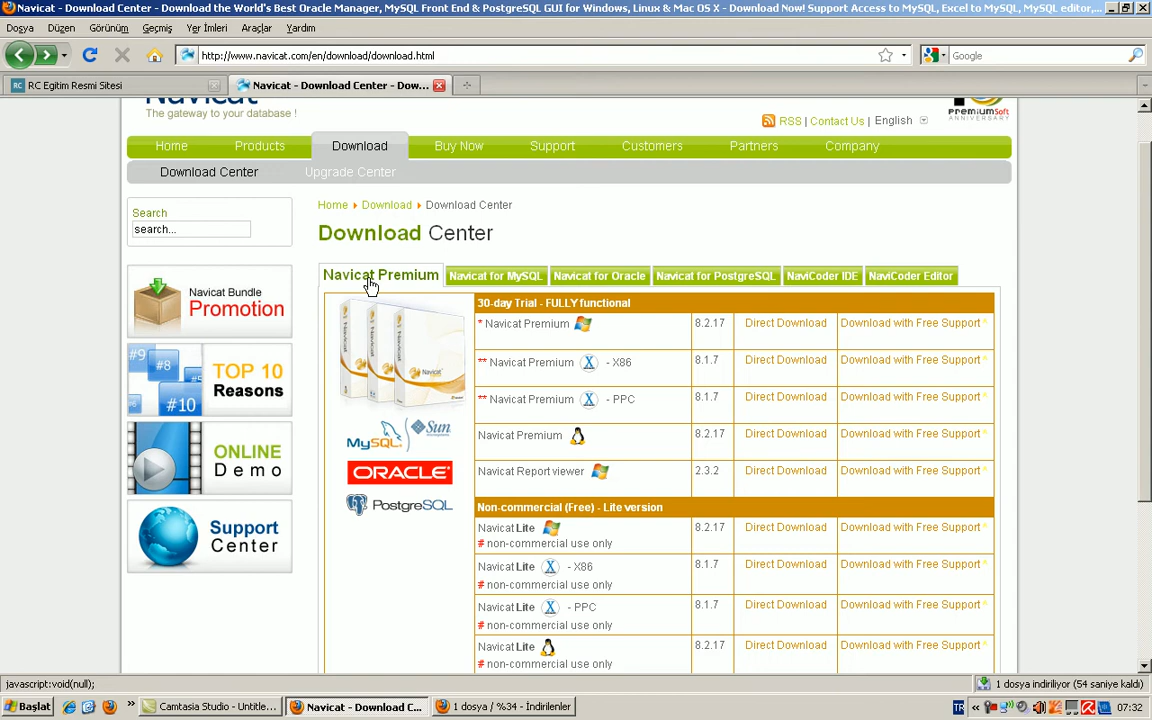 Navicat - Download Center - Download the World's Best Oracle Manager, MySQL Front End & PostgreSQL GUI for Windows, Linux & Mac OS X - Download Now! Support Access to MySQL, Excel to MySQL, MySQL editor,...
Dosya Düzen Görünüm Geçmiş Yer İmleri Araçlar Yardım
http://www.navicat.com/en/download/download.html
Google
RC Egitim Resmi Sitesi
Navicat - Download Center - Dow...
Navicat
The gateway to your database !
PREMIUMSOFT
ANNIVERSARY
RSS | Contact Us | English
Home Products Download Buy Now Support Customers Partners Company
Download Center Upgrade Center
Search
search...
Home Download Download Center
Download Center
Navicat Premium Navicat for MySQL Navicat for Oracle Navicat for PostgreSQL NaviCoder IDE NaviCoder Editor
Navicat Bundle
Promotion
#9 #8
#10
TOP 10
Reasons
ONLINE
Demo
Support
Center
MySQL Sun
ORACLE
PostgreSQL
30-day Trial - FULLY functional
* Navicat Premium 8.2.17 Direct Download Download with Free Support*
** Navicat Premium X - X86 8.1.7 Direct Download Download with Free Support*
** Navicat Premium X - PPC 8.1.7 Direct Download Download with Free Support*
Navicat Premium 8.2.17 Direct Download Download with Free Support*
Navicat Report viewer 2.3.2 Direct Download Download with Free Support*
Non-commercial (Free) - Lite version
Navicat Lite 8.2.17 Direct Download Download with Free Support*
# non-commercial use only
Navicat Lite X - X86 8.1.7 Direct Download Download with Free Support*
# non-commercial use only
Navicat Lite X - PPC 8.1.7 Direct Download Download with Free Support*
# non-commercial use only
Navicat Lite 8.2.17 Direct Download Download with Free Support*
# non-commercial use only
javascript:void(null);
1 dosya indiriliyor (54 saniye kaldı)
Başlat
Camtasia Studio - Untitle...
Navicat - Download C...
1 dosya / %34 - İndirilenler
TR
07:32